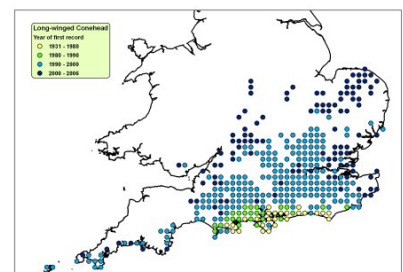 Long-winged Conehead
Year of first record
1931 - 1980
1980 - 1990
1990 - 2000
2000 - 2006